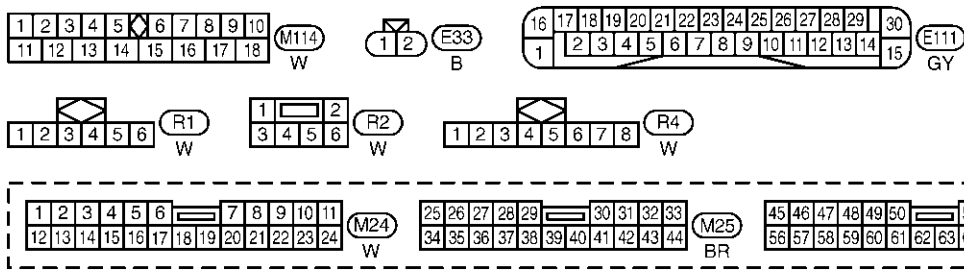 1 2 3 4 5 6 7 8 9 10 M114
11 12 13 14 15 16 17 18 W
1 2 E33
B
16 17 18 19 20 21 22 23 24 25 26 27 28 29 30 E111
1 2 3 4 5 6 7 8 9 10 11 12 13 14 15 GY
1 2 3 4 5 6 R1
W
1 2 R2
3 4 5 6 W
1 2 3 4 5 6 7 8 R4
W
1 2 3 4 5 6 7 8 9 10 11 M24
12 13 14 15 16 17 18 19 20 21 22 23 24 W
25 26 27 28 29 30 31 32 33 M25
34 35 36 37 38 39 40 41 42 43 44 BR
45 46 47 48 49 50
56 57 58 59 60 61 62 63